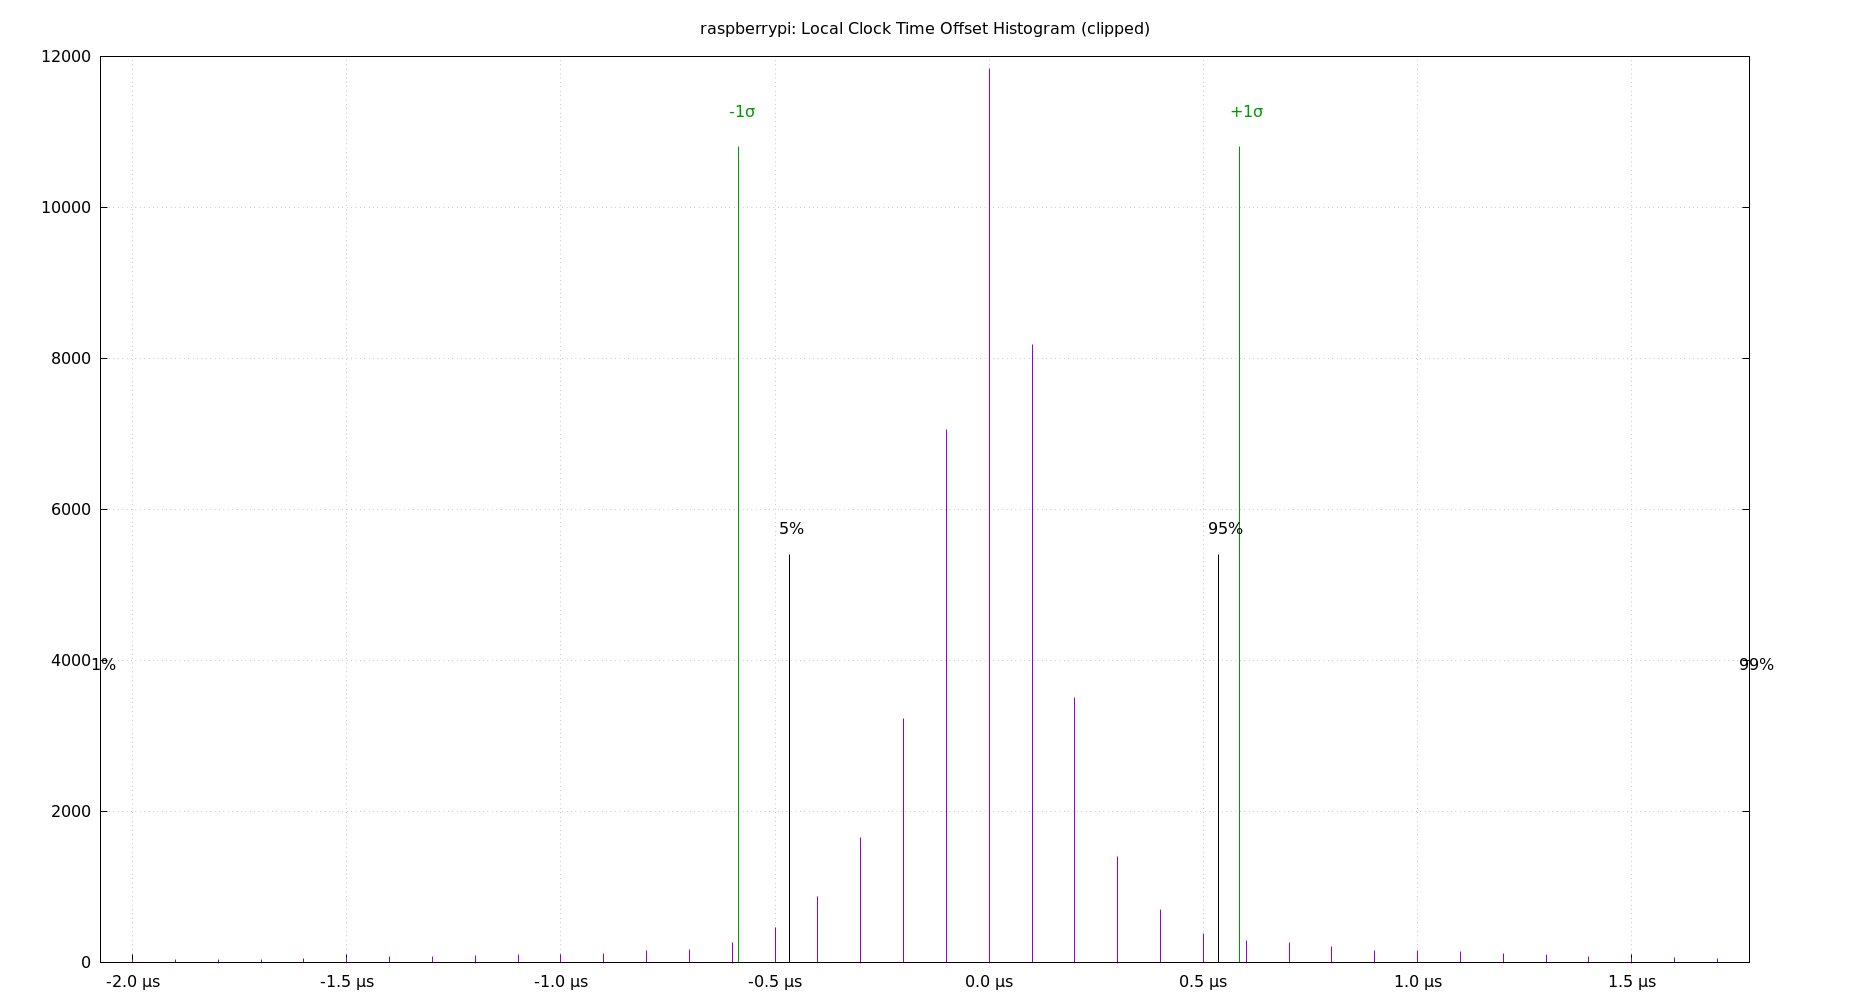 raspberrypi: Local Clock Time Offset Histogram (clipped)
12000
-1σ
+1σ
10000
8000
6000
5%
95%
4000
1%
99%
2000
0
-2.0 µs
-1.5 µs
-1.0 µs
-0.5 µs
0.0 µs
0.5 µs
1.0 µs
1.5 µs